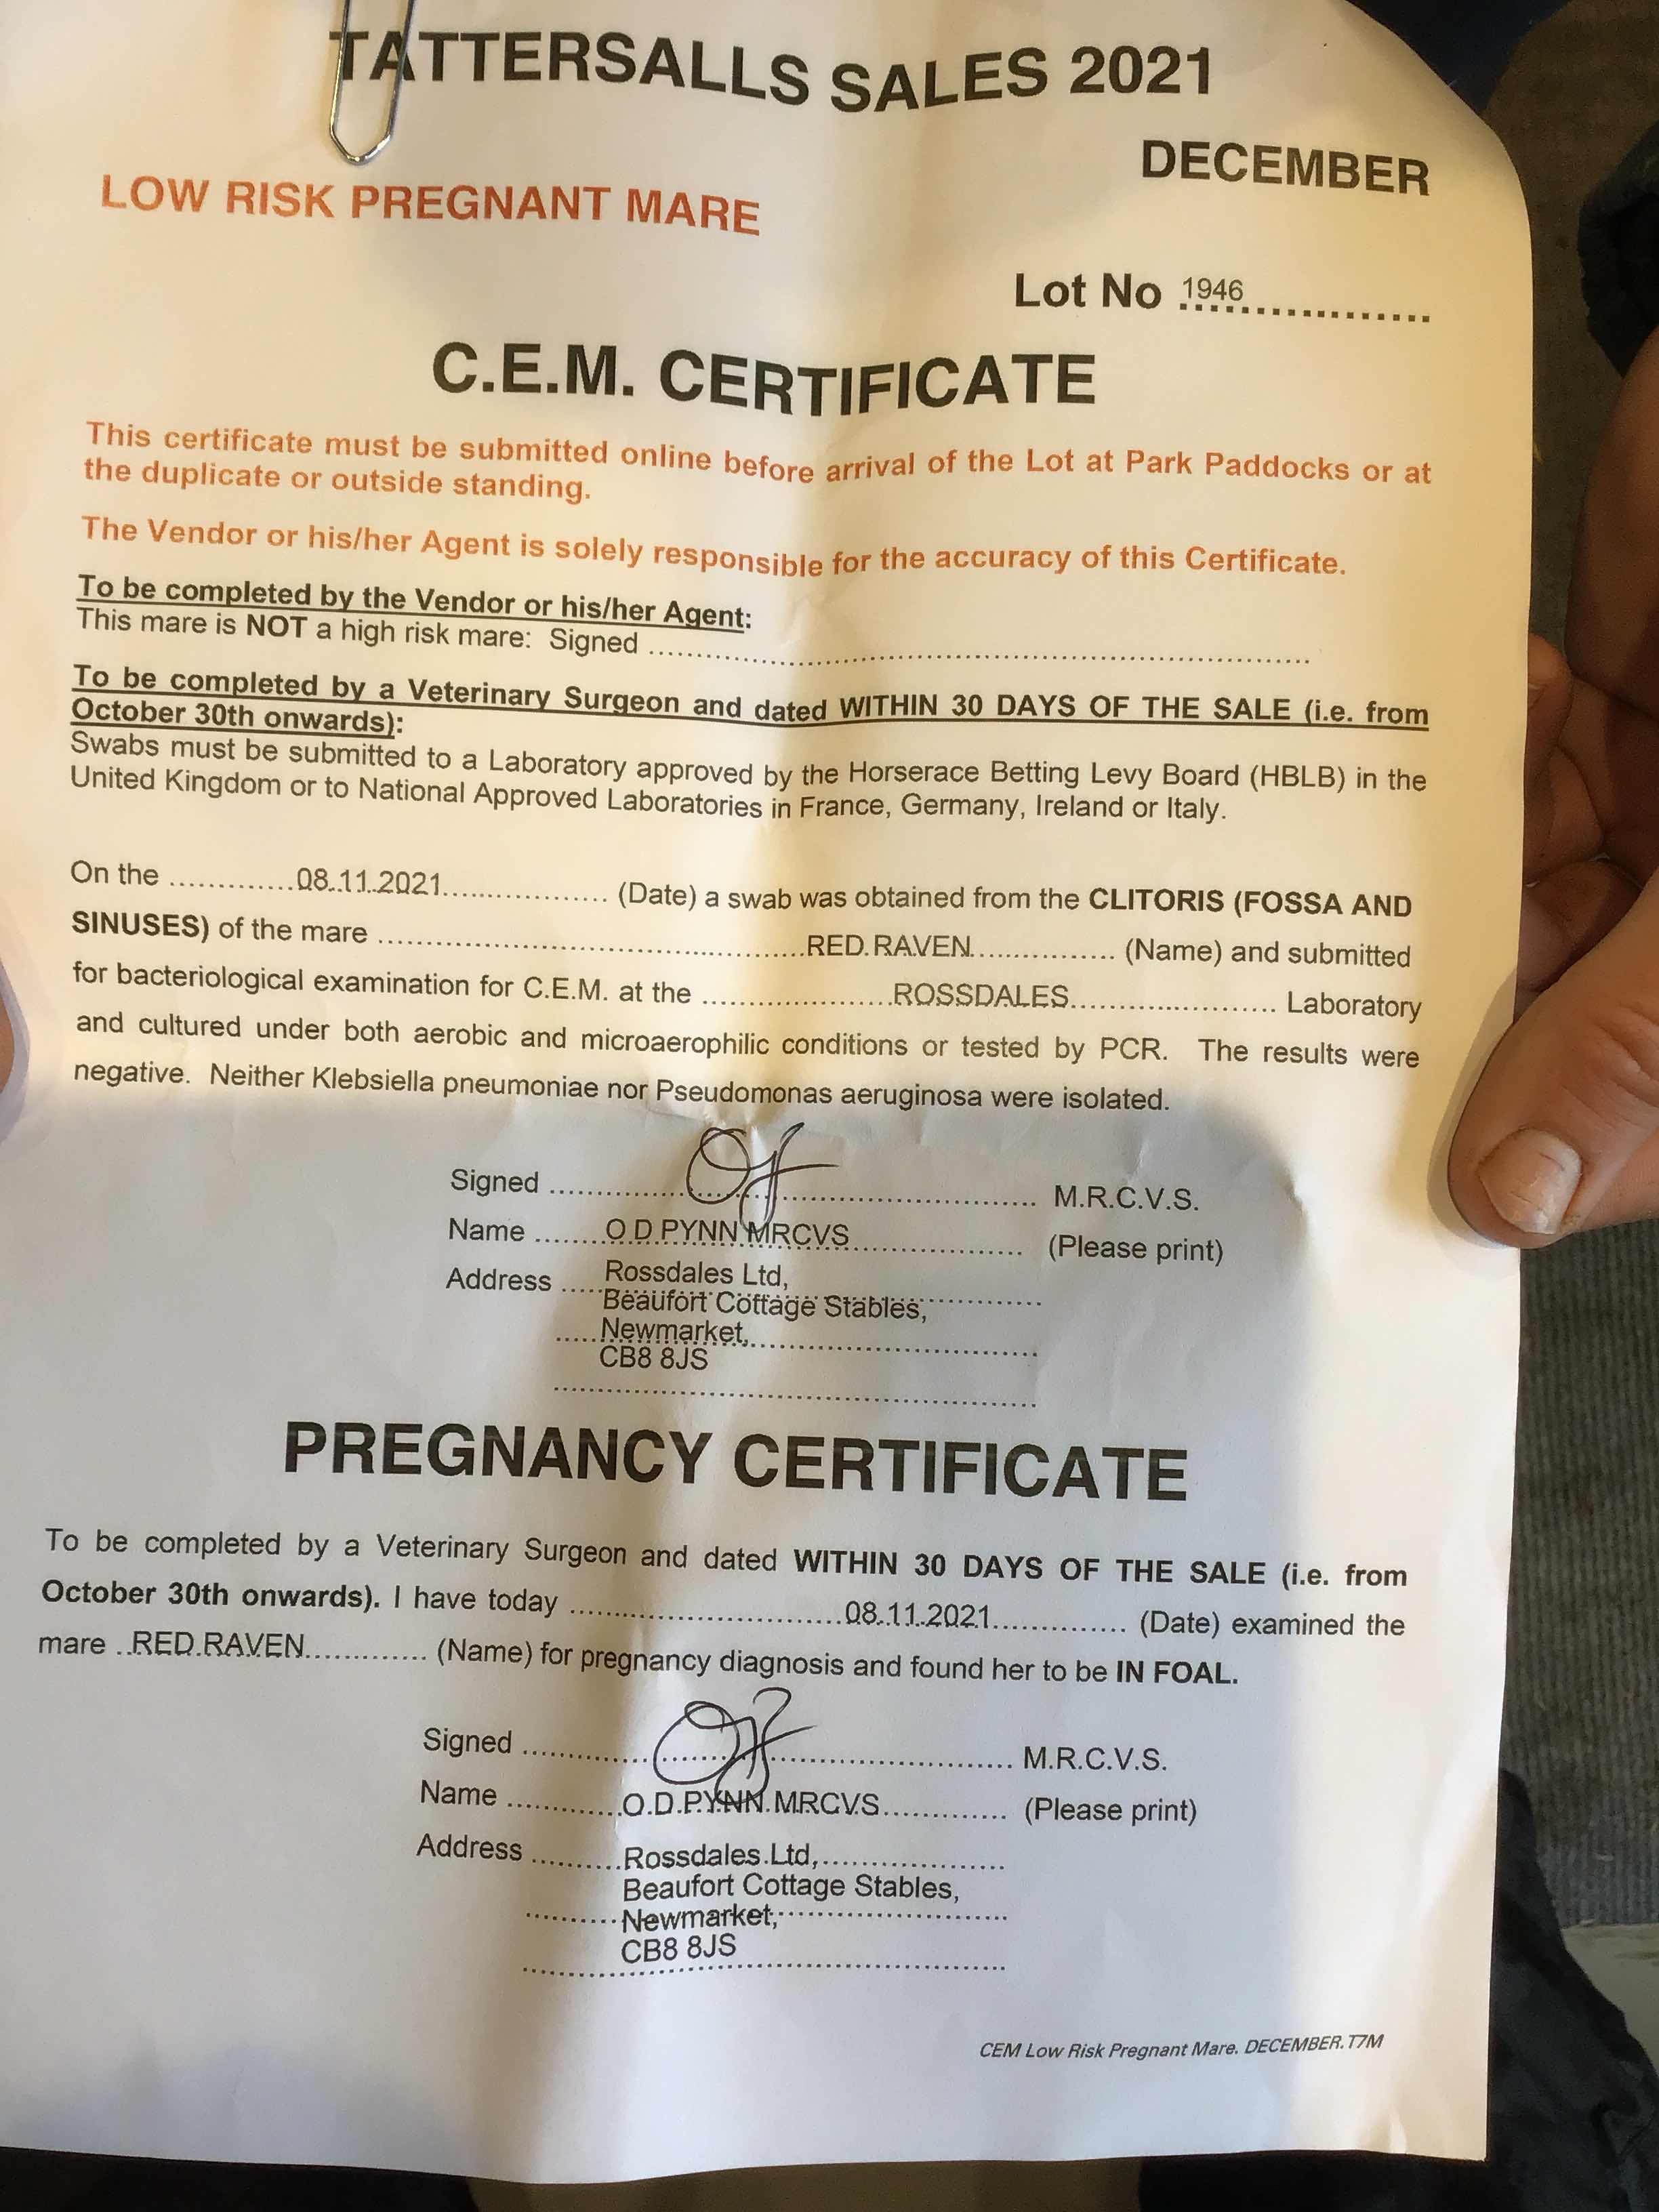 TATTERSALLS SALES 2021
DECEMBER
LOW RISK PREGNANT MARE
Lot No 1946
C.E.M. CERTIFICATE
This certificate must be submitted online before arrival of the Lot at Park Paddocks or at
the duplicate or outside standing.
The Vendor or his/her Agent is solely responsible for the accuracy of this Certificate.
To be completed by the Vendor or his/her Agent:
This mare is NOT a high risk mare: Signed
To be completed by a Veterinary Surgeon and dated WITHIN 30 DAYS OF THE SALE (i.e. from
October 30th onwards):
Swabs must be submitted to a Laboratory approved by the Horserace Betting Levy Board (HBLB) in the
United Kingdom or to National Approved Laboratories in France, Germany, Ireland or Italy.
On the 08.11.2021 (Date) a swab was obtained from the CLITORIS (FOSSA AND
SINUSES) of the mare RED RAVEN (Name) and submitted
for bacteriological examination for C.E.M. at the ROSSDALES Laboratory
and cultured under both aerobic and microaerophilic conditions or tested by PCR. The results were
negative. Neither Klebsiella pneumoniae nor Pseudomonas aeruginosa were isolated.
Signed M.R.C.V.S.
Name O D PYNN MRCVS (Please print)
Address Rossdales Ltd,
Beaufort Cottage Stables,
Newmarket,
CB8 8JS
PREGNANCY CERTIFICATE
To be completed by a Veterinary Surgeon and dated WITHIN 30 DAYS OF THE SALE (i.e. from
October 30th onwards). I have today 08.11.2021 (Date) examined the
mare RED RAVEN (Name) for pregnancy diagnosis and found her to be IN FOAL.
Signed M.R.C.V.S.
Name O.D.PYNN MRCVS (Please print)
Address Rossdales Ltd,
Beaufort Cottage Stables,
Newmarket,
CB8 8JS
CEM Low Risk Pregnant Mare. DECEMBER.T7M